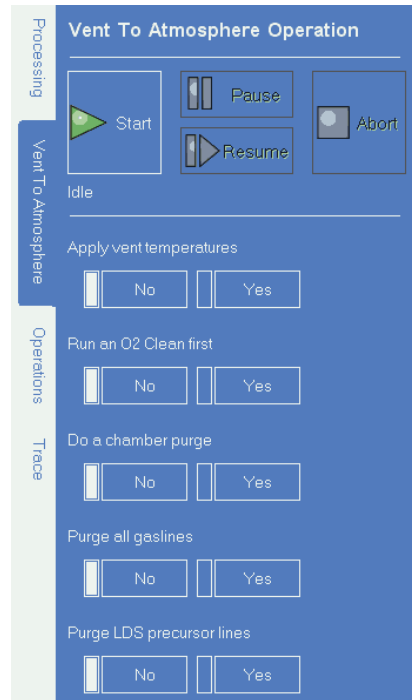 Processing
Vent To Atmosphere
Operations
Trace
Vent To Atmosphere Operation
Start
Pause
Resume
Abort
Idle
Apply vent temperatures
No Yes
Run an O2 Clean first
No Yes
Do a chamber purge
No Yes
Purge all gaslines
No Yes
Purge LDS precursor lines
No Yes